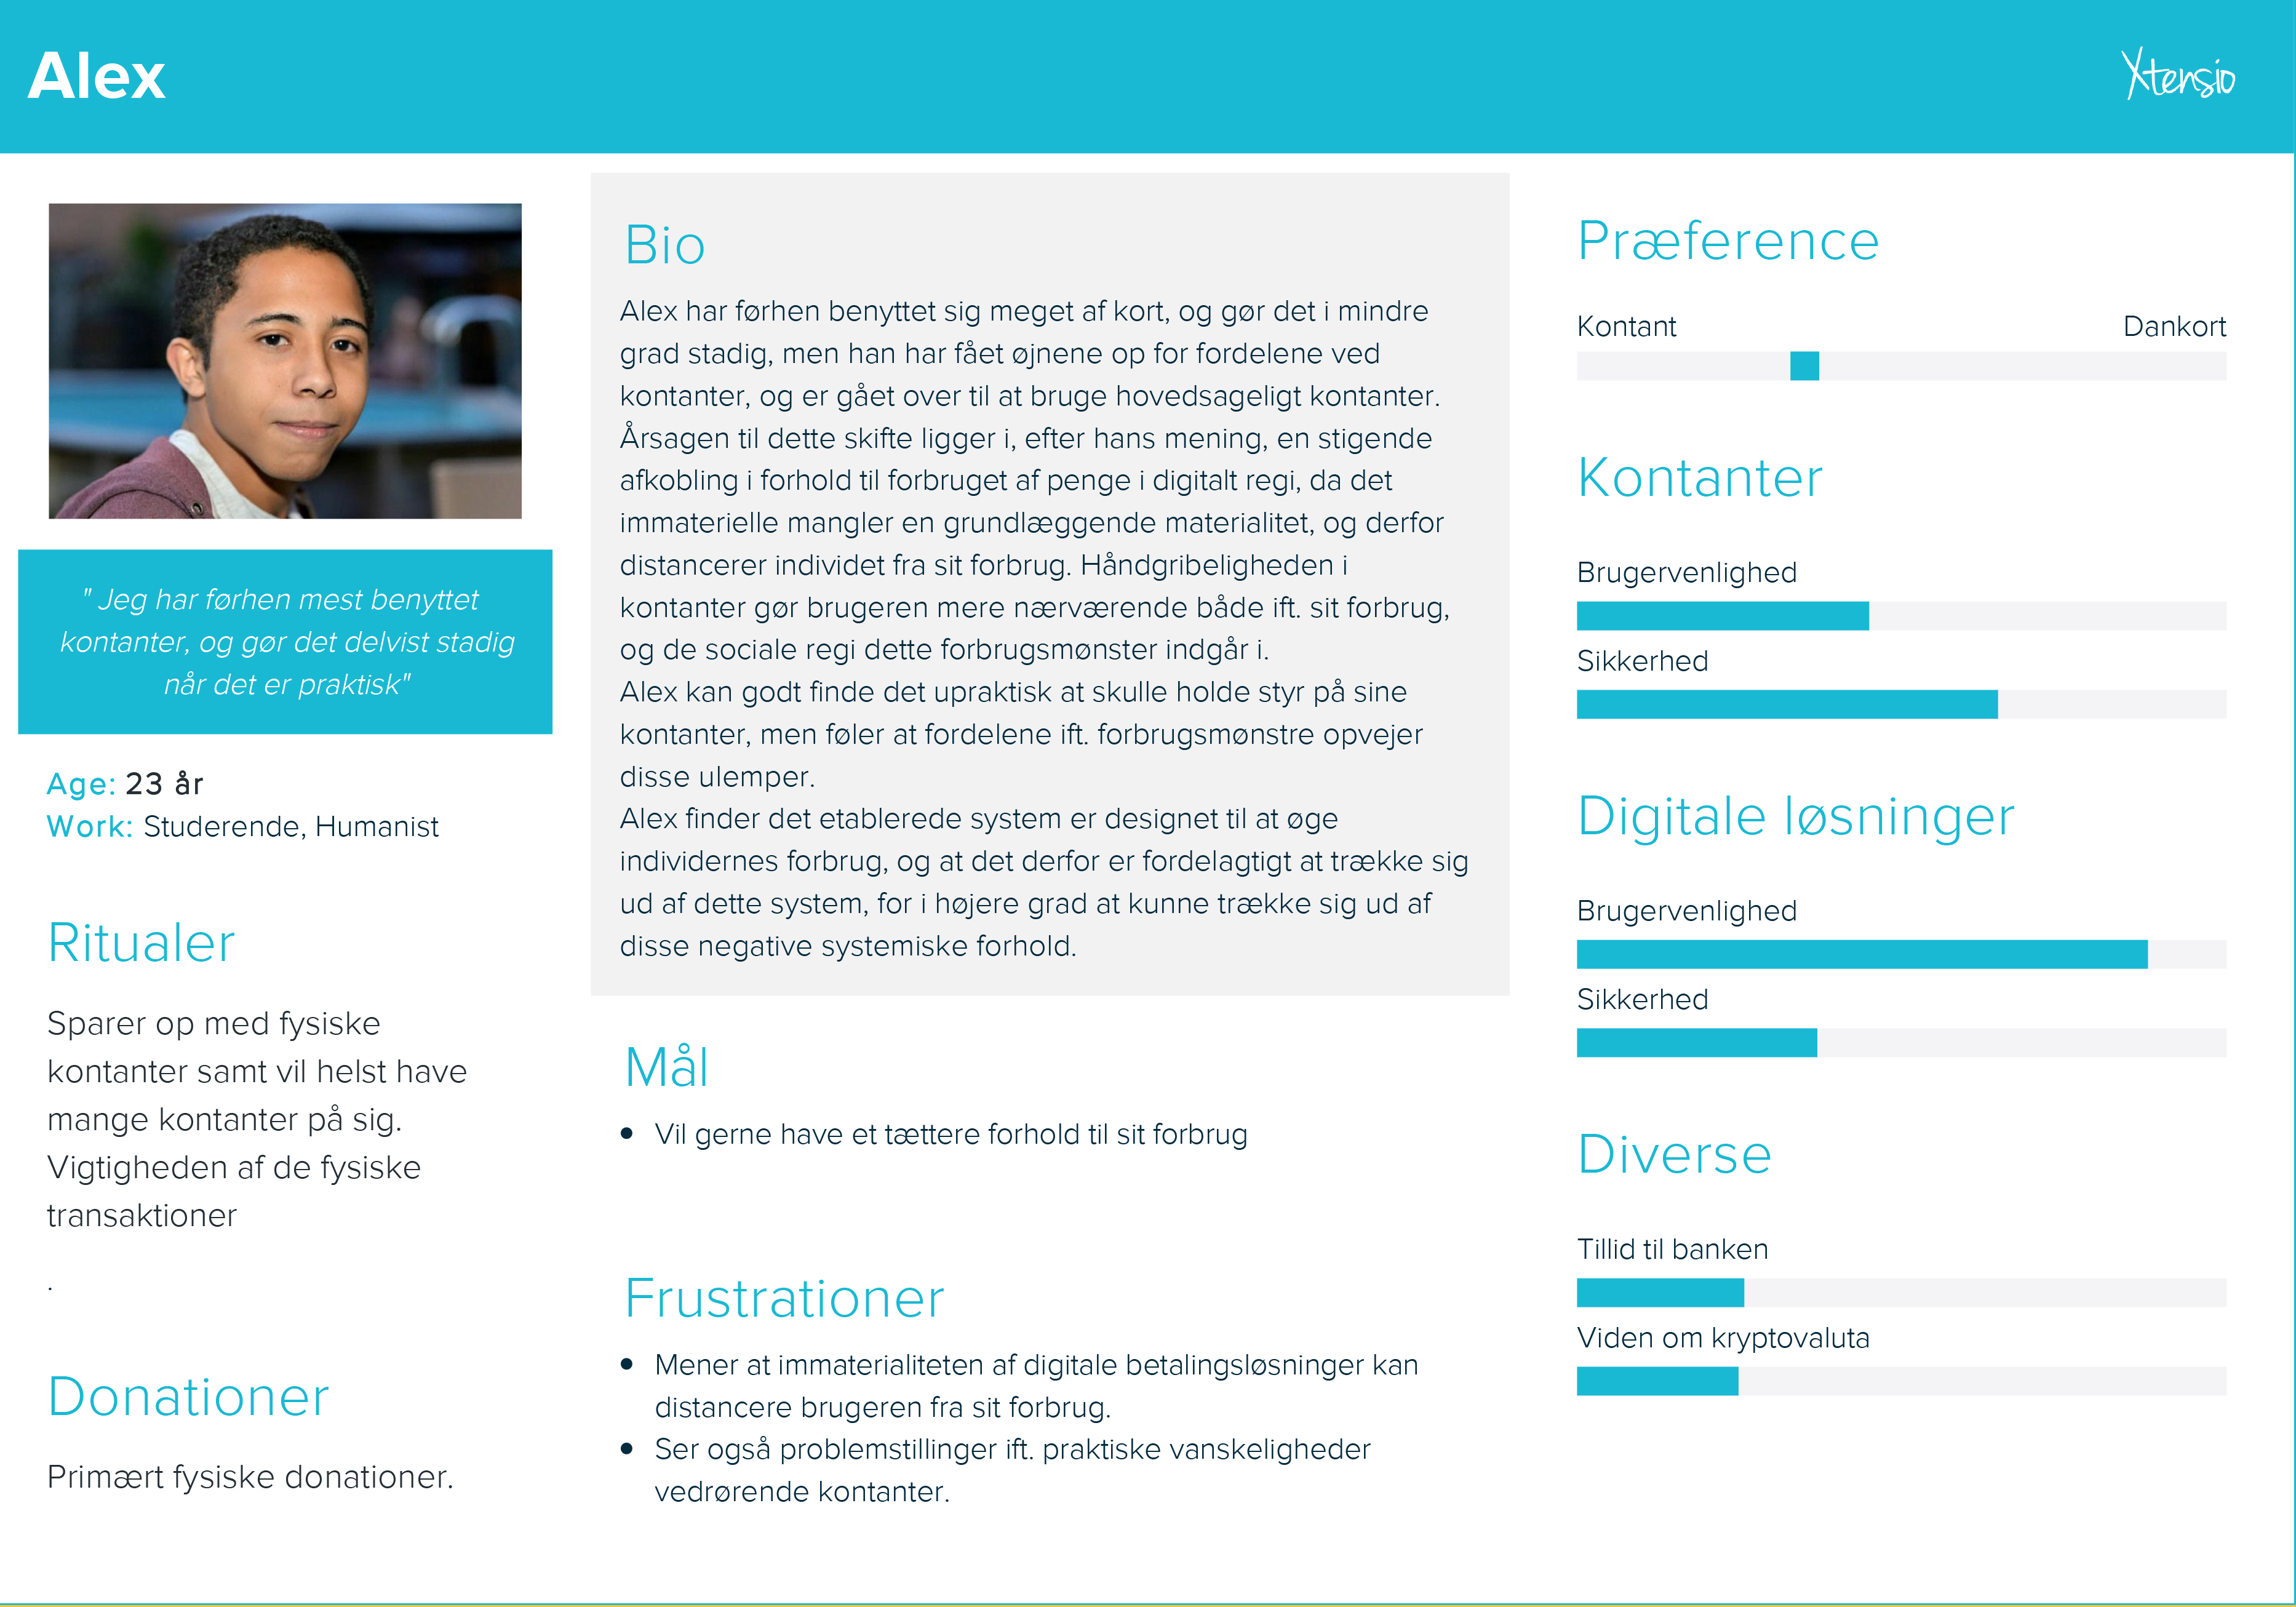 Alex
Xtensio
" Jeg har førhen mest benyttet
kontanter, og gør det delvist stadig
når det er praktisk"
Age: 23 år
Work: Studerende, Humanist
Ritualer
Sparer op med fysiske
kontanter samt vil helst have
mange kontanter på sig.
Vigtigheden af de fysiske
transaktioner
.
Donationer
Primært fysiske donationer.
Bio
Alex har førhen benyttet sig meget af kort, og gør det i mindre
grad stadig, men han har fået øjnene op for fordelene ved
kontanter, og er gået over til at bruge hovedsageligt kontanter.
Årsagen til dette skifte ligger i, efter hans mening, en stigende
afkobling i forhold til forbruget af penge i digitalt regi, da det
immaterielle mangler en grundlæggende materialitet, og derfor
distancerer individet fra sit forbrug. Håndgribeligheden i
kontanter gør brugeren mere nærværende både ift. sit forbrug,
og de sociale regi dette forbrugsmønster indgår i.
Alex kan godt finde det upraktisk at skulle holde styr på sine
kontanter, men føler at fordelene ift. forbrugsmønstre opvejer
disse ulemper.
Alex finder det etablerede system er designet til at øge
individernes forbrug, og at det derfor er fordelagtigt at trække sig
ud af dette system, for i højere grad at kunne trække sig ud af
disse negative systemiske forhold.
Mål
• Vil gerne have et tættere forhold til sit forbrug
Frustrationer
• Mener at immaterialiteten af digitale betalingsløsninger kan
distancere brugeren fra sit forbrug.
• Ser også problemstillinger ift. praktiske vanskeligheder
vedrørende kontanter.
Præference
Kontant Dankort
Kontanter
Brugervenlighed
Sikkerhed
Digitale løsninger
Brugervenlighed
Sikkerhed
Diverse
Tillid til banken
Viden om kryptovaluta